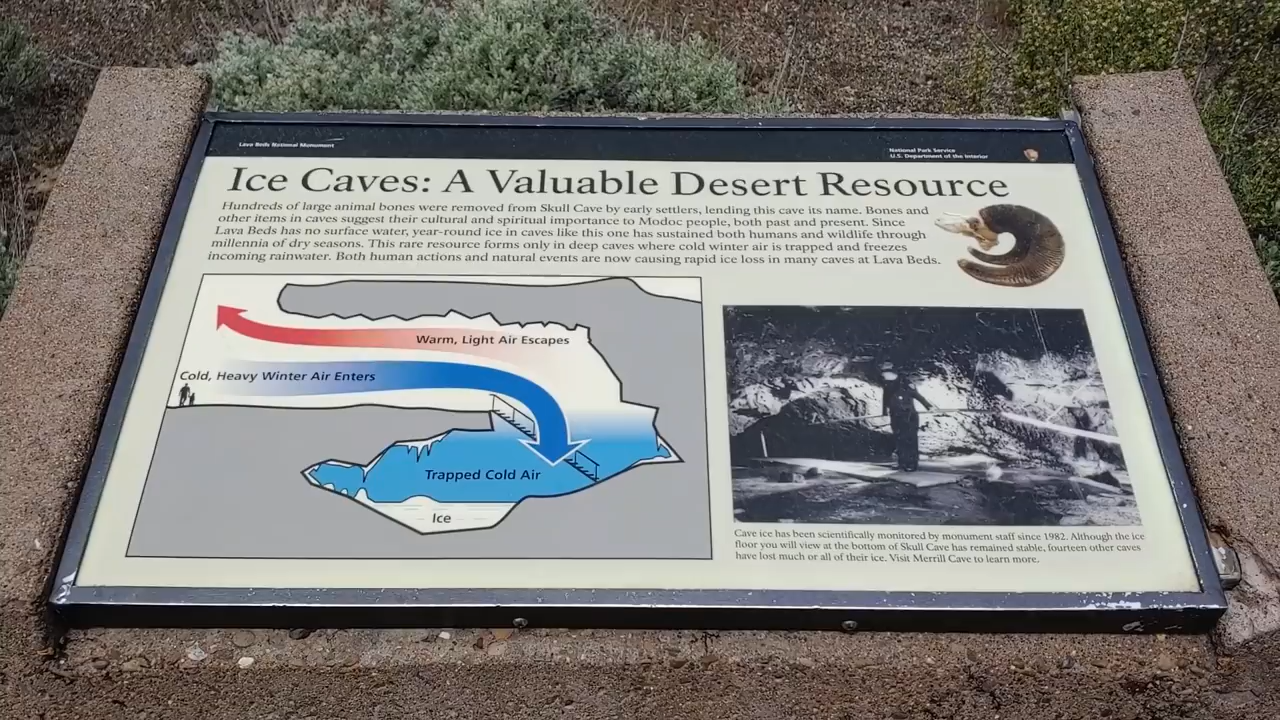 Lava Beds National Monument
National Park Service
U.S. Department of the Interior
Ice Caves: A Valuable Desert Resource
Hundreds of large animal bones were removed from Skull Cave by early settlers, lending this cave its name. Bones and
other items in caves suggest their cultural and spiritual importance to Modoc people, both past and present. Since
Lava Beds has no surface water, year-round ice in caves like this one has sustained both humans and wildlife through
millennia of dry seasons. This rare resource forms only in deep caves where cold winter air is trapped and freezes
incoming rainwater. Both human actions and natural events are now causing rapid ice loss in many caves at Lava Beds.
Warm, Light Air Escapes
Cold, Heavy Winter Air Enters
Trapped Cold Air
Ice
Cave ice has been scientifically monitored by monument staff since 1982. Although the ice
floor you will view at the bottom of Skull Cave has remained stable, fourteen other caves
have lost much or all of their ice. Visit Merrill Cave to learn more.